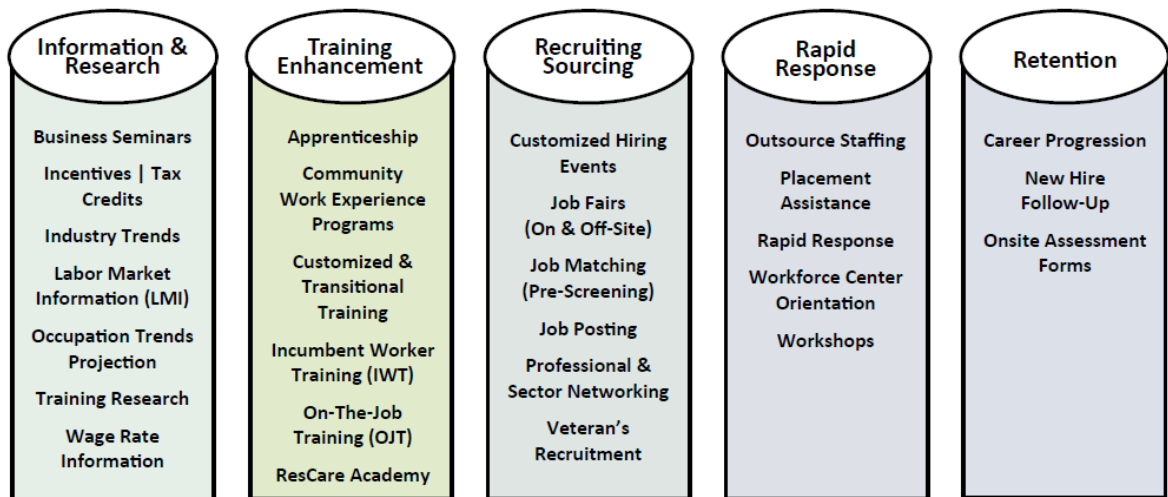 Information &
Research
Business Seminars
Incentives | Tax
Credits
Industry Trends
Labor Market
Information (LMI)
Occupation Trends
Projection
Training Research
Wage Rate
Information
Training
Enhancement
Apprenticeship
Community
Work Experience
Programs
Customized &
Transitional
Training
Incumbent Worker
Training (IWT)
On-The-Job
Training (OJT)
ResCare Academy
Recruiting
Sourcing
Customized Hiring
Events
Job Fairs
(On & Off-Site)
Job Matching
(Pre-Screening)
Job Posting
Professional &
Sector Networking
Veteran’s
Recruitment
Rapid
Response
Outsource Staffing
Placement
Assistance
Rapid Response
Workforce Center
Orientation
Workshops
Retention
Career Progression
New Hire
Follow-Up
Onsite Assessment
Forms